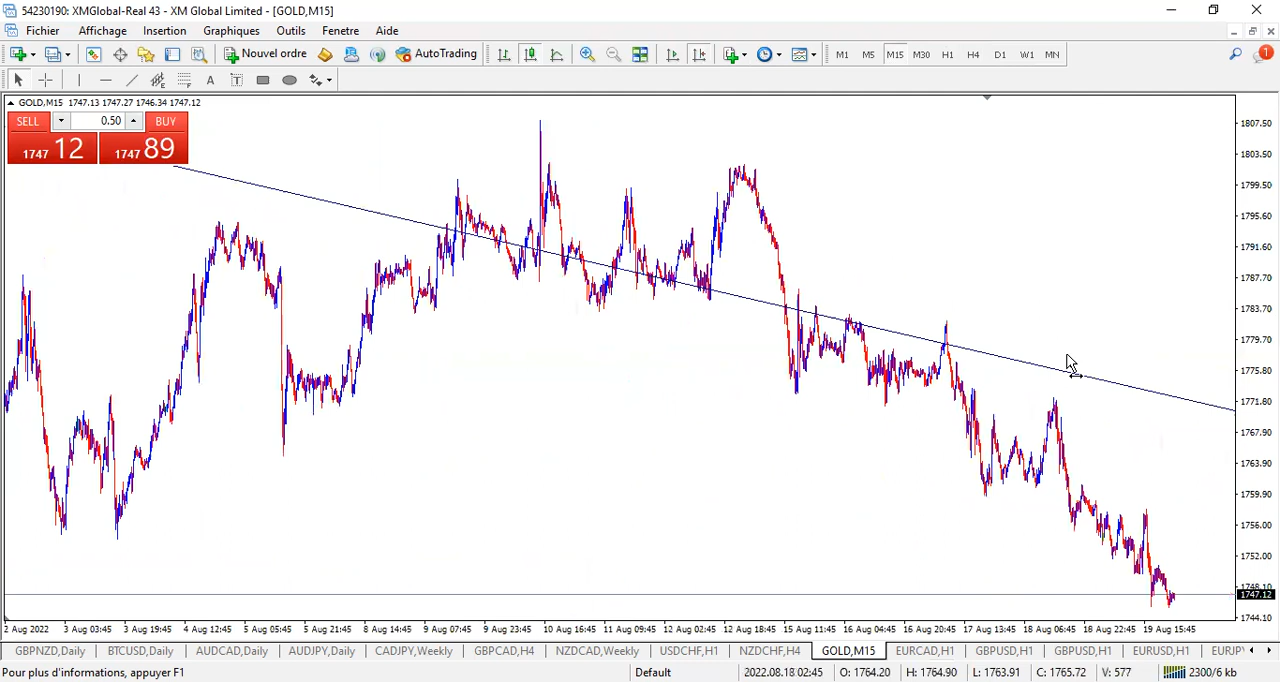 54230190: XMGlobal-Real 43 - XM Global Limited - [GOLD,M15]
Fichier Affichage Insertion Graphiques Outils Fenetre Aide
Nouvel ordre AutoTrading M1 M5 M15 M30 H1 H4 D1 W1 MN 1
A T
GOLD,M15 1747.13 1747.27 1746.34 1747.12
SELL 0.50 BUY
1747 12 1747 89
1807.50
1803.50
1799.50
1795.60
1791.60
1787.70
1783.70
1779.70
1775.80
1771.80
1767.90
1763.90
1759.90
1756.00
1752.00
1748.10
1747.12
1744.10
2 Aug 2022 3 Aug 03:45 3 Aug 19:45 4 Aug 12:45 5 Aug 05:45 5 Aug 21:45 8 Aug 14:45 9 Aug 07:45 9 Aug 23:45 10 Aug 16:45 11 Aug 09:45 12 Aug 02:45 12 Aug 18:45 15 Aug 11:45 16 Aug 04:45 16 Aug 20:45 17 Aug 13:45 18 Aug 06:45 18 Aug 22:45 19 Aug 15:45
GBPNZD,Daily BTCUSD,Daily AUDCAD,Daily AUDJPY,Daily CADJPY,Weekly GBPCAD,H4 NZDCAD,Weekly USDCHF,H1 NZDCHF,H4 GOLD,M15 EURCAD,H1 GBPUSD,H1 GBPUSD,H1 EURUSD,H1 EURJP
Pour plus d'informations, appuyer F1 Default 2022.08.18 02:45 O: 1764.20 H: 1764.90 L: 1763.91 C: 1765.72 V: 577 2300/6 kb